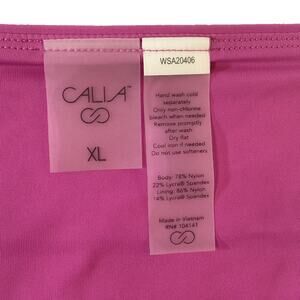 CALIA™
XL
WSA20406
Hand wash cold
separately
Only non-chlorine
bleach when needed
Remove promptly
after wash
Dry flat
Cool iron if needed
Do not use softeners
Body: 78% Nylon
22% Lycra® Spandex
Lining: 86% Nylon
14% Lycra® Spandex
Made in Vietnam
RN# 104141